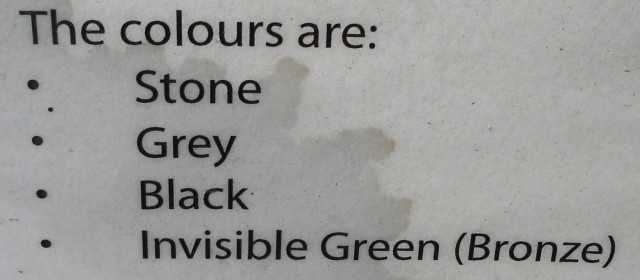 The colours are:
• Stone
• Grey
• Black
• Invisible Green (Bronze)